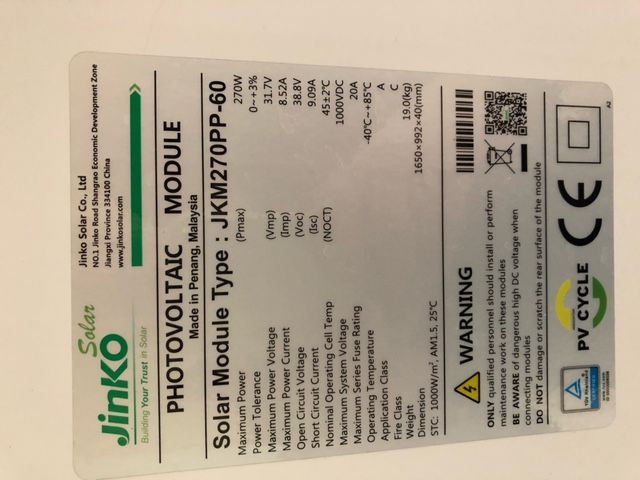 JinKO Solar
Building Your Trust in Solar
Jinko Solar Co., Ltd
NO.1 Jinko Road Shangrao Economic Development Zone
Jiangxi Province 334100 China
www.jinkosolar.com
PHOTOVOLTAIC MODULE
Made in Penang, Malaysia
Solar Module Type : JKM270PP-60
Maximum Power (Pmax) 270W
Power Tolerance 0~+3%
Maximum Power Voltage (Vmp) 31.7V
Maximum Power Current (Imp) 8.52A
Open Circuit Voltage (Voc) 38.8V
Short Circuit Current (Isc) 9.09A
Nominal Operating Cell Temp (NOCT) 45±2℃
Maximum System Voltage 1000VDC
Maximum Series Fuse Rating 20A
Operating Temperature -40℃~+85℃
Application Class A
Fire Class C
Weight 19.0(kg)
Dimension 1650×992×40(mm)
STC: 1000W/m², AM1.5, 25℃
WARNING
ONLY qualified personnel should install or perform
maintenance work on these modules
BE AWARE of dangerous high DC voltage when
connecting modules
DO NOT damage or scratch the rear surface of the module
PV CYCLE
CE
A2